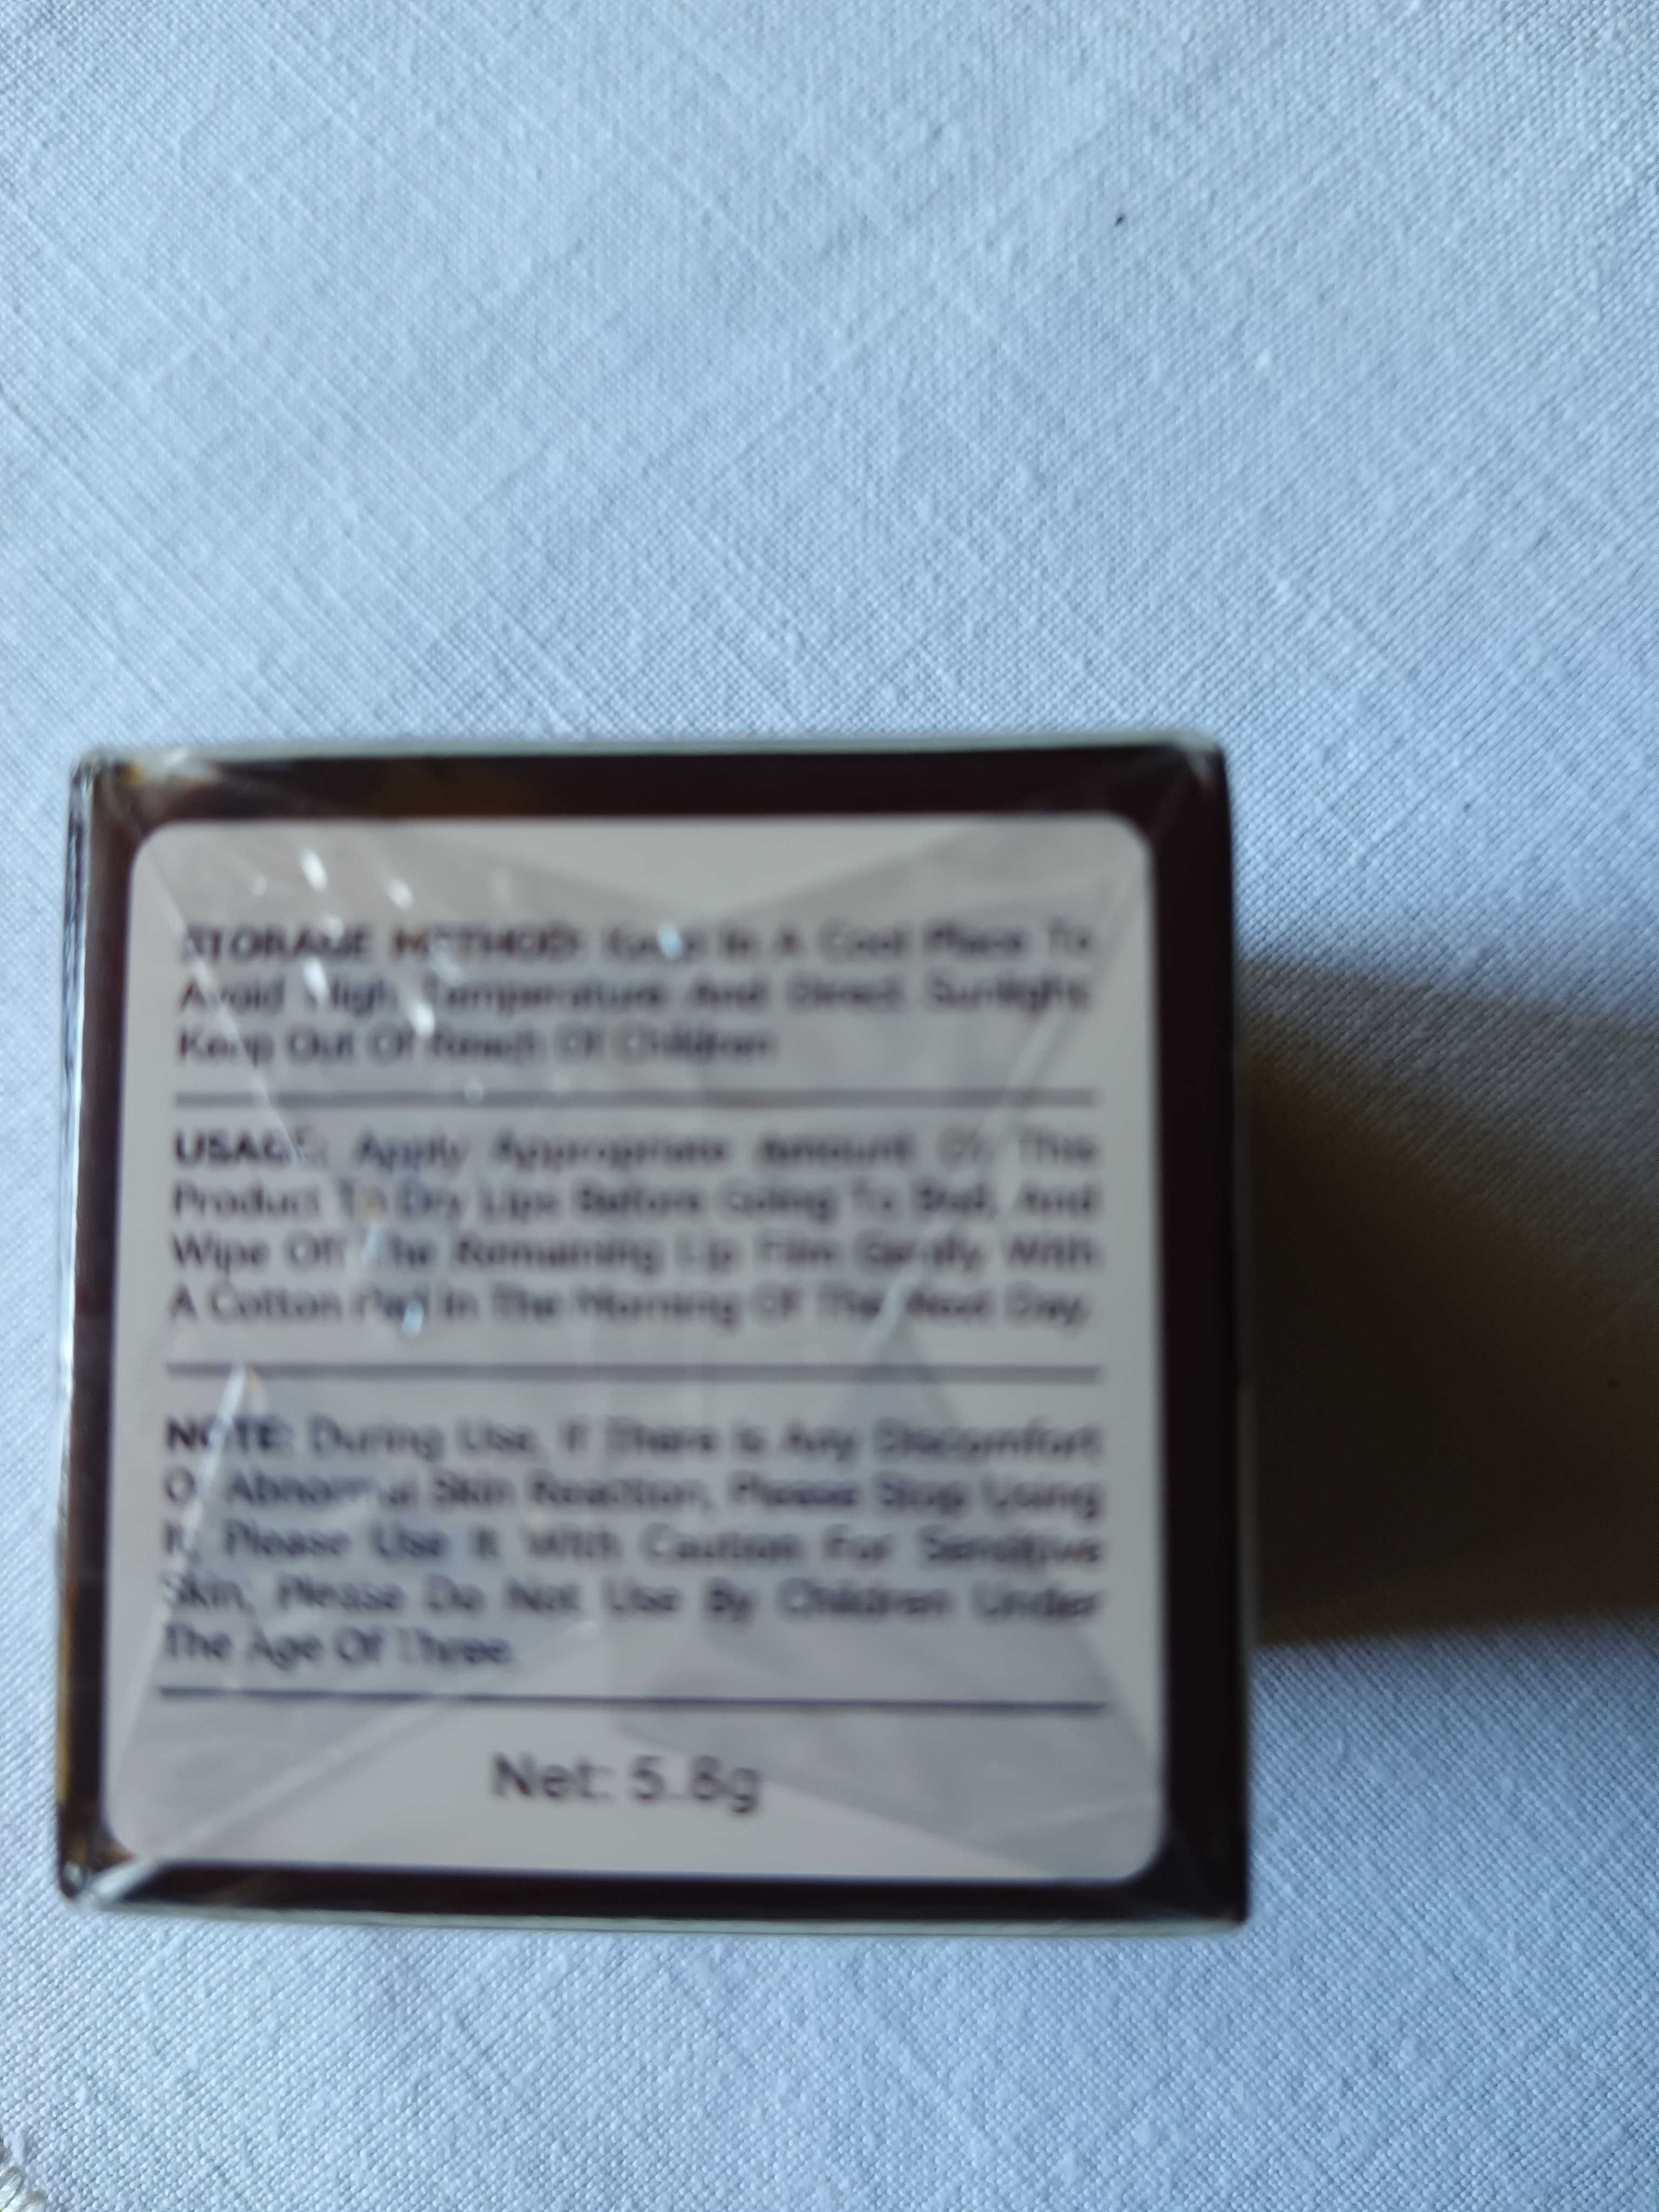 STORAGE METHOD: Keep In A Cool Place To
Avoid High Temperature And Direct Sunlight.
Keep Out Of Reach Of Children
USAGE: Apply Appropriate Amount Of This
Product To Dry Lips Before Going To Bed, And
Wipe Off The Remaining Lip Film Gently With
A Cotton Pad In The Morning Of The Next Day.
NOTE: During Use, If There Is Any Discomfort
Or Abnormal Skin Reaction, Please Stop Using
It, Please Use It With Caution For Sensitive
Skin, Please Do Not Use By Children Under
The Age Of Three.
Net: 5.8g